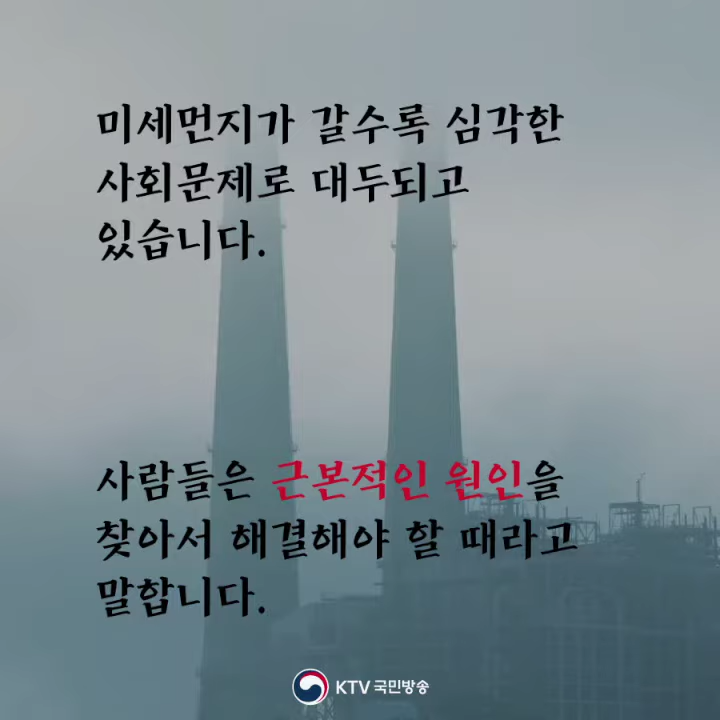 미세먼지가 갈수록 심각한
사회문제로 대두되고
있습니다.
사람들은 근본적인 원인을
찾아서 해결해야 할 때라고
말합니다.
KTV 국민방송